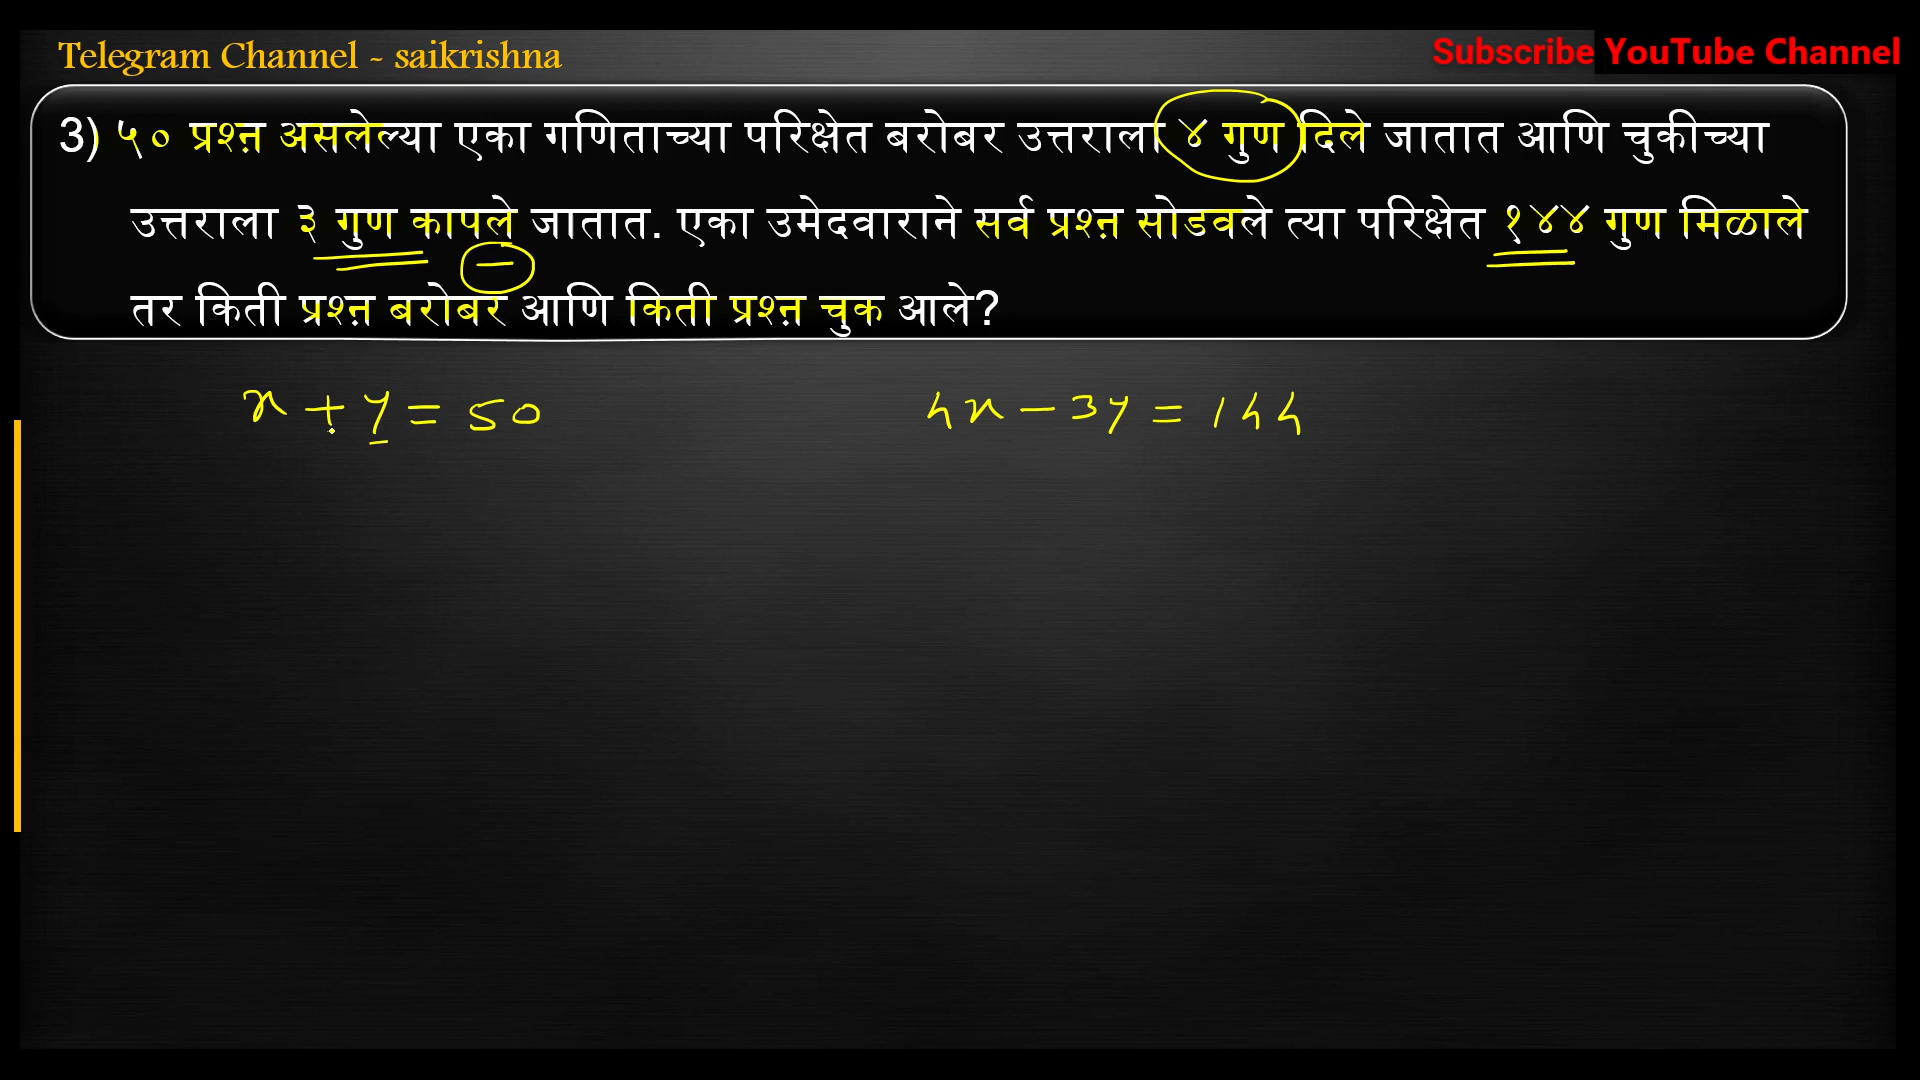 Telegram Channel - saikrishna
Subscribe YouTube Channel
3) ५० प्रश्न असलेल्या एका गणिताच्या परिक्षेत बरोबर उत्तराला ४ गुण दिले जातात आणि चुकीच्या
उत्तराला ३ गुण कापले जातात. एका उमेदवाराने सर्व प्रश्न सोडवले त्या परिक्षेत १४४ गुण मिळाले
तर किती प्रश्न बरोबर आणि किती प्रश्न चुक आले?
x + y = 50
4x - 3y = 144